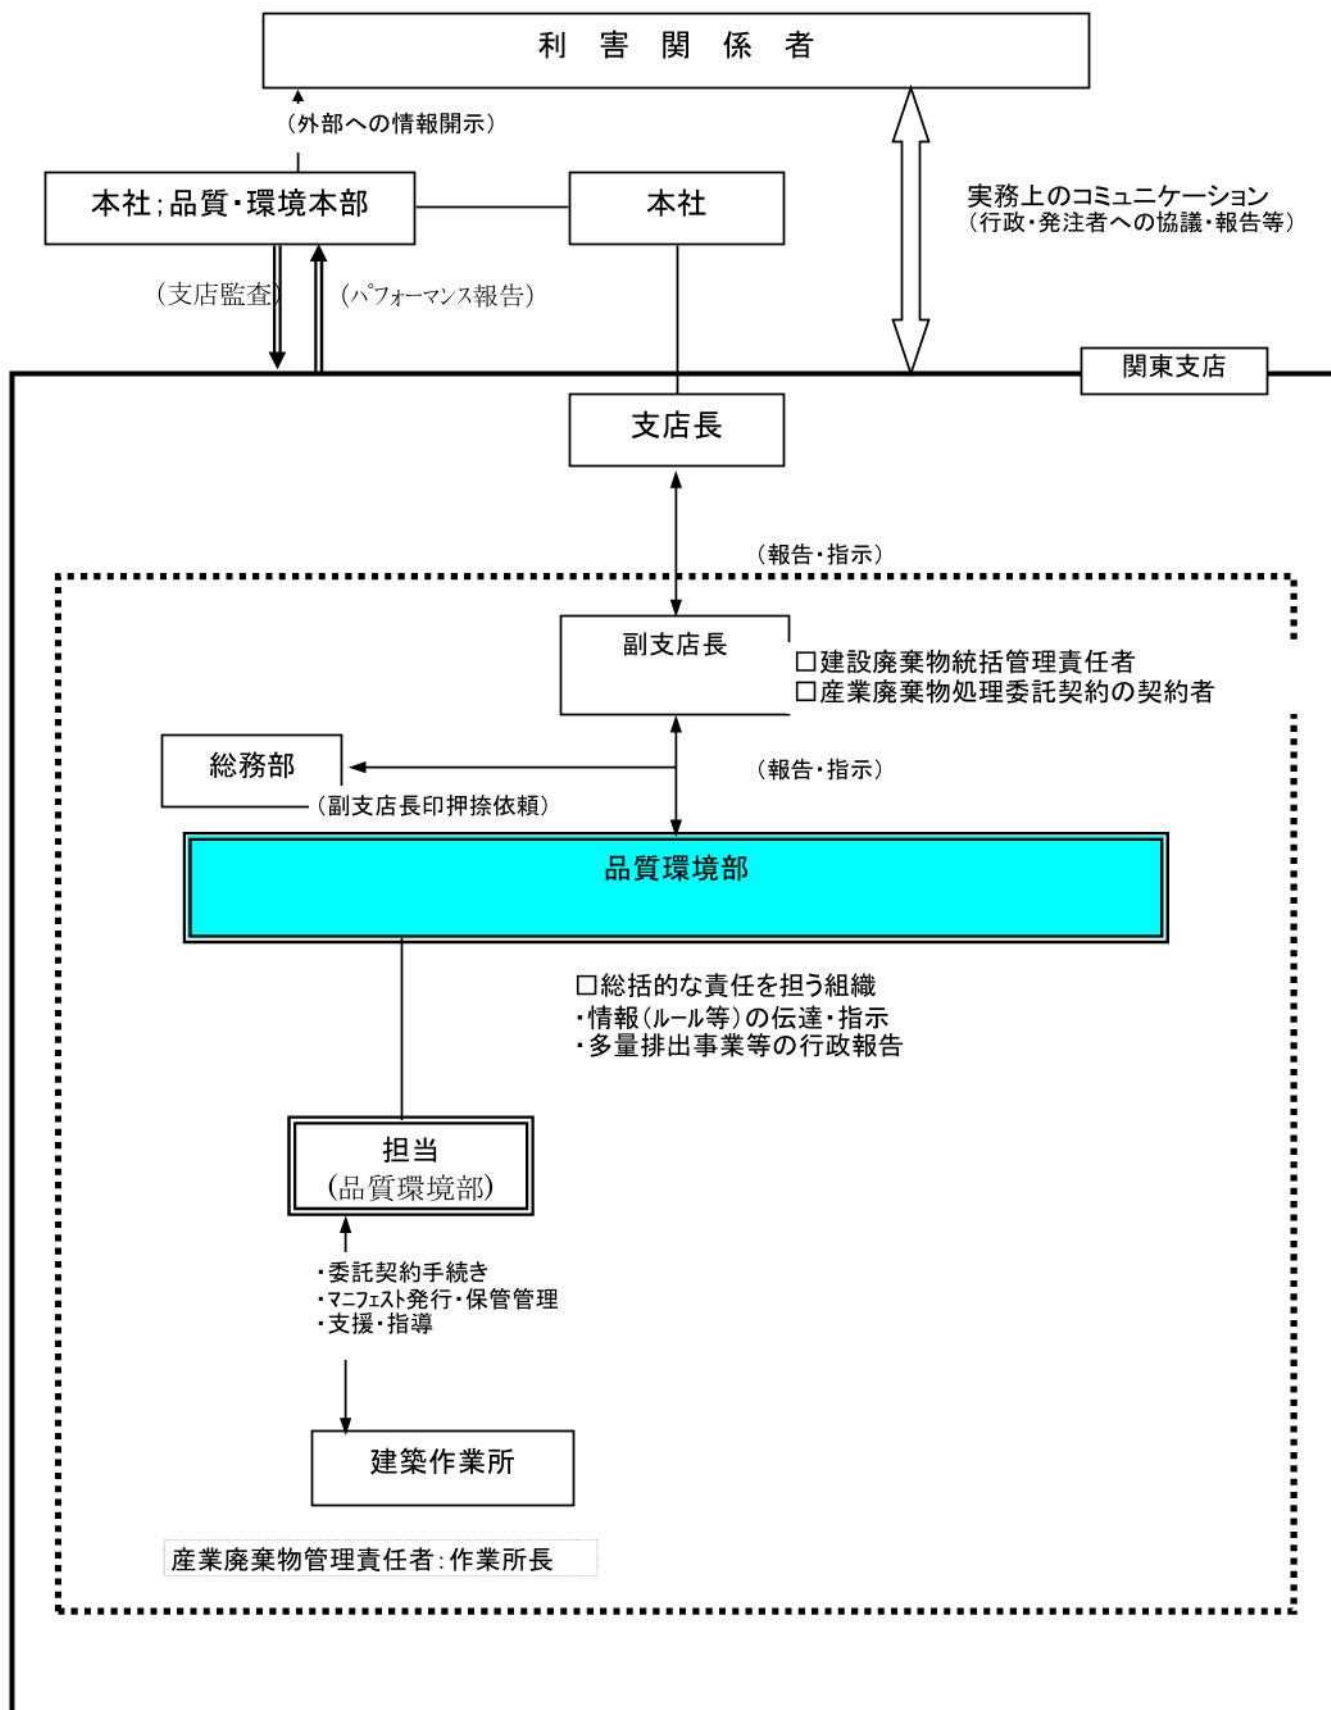 利 害 関 係 者
（外部への情報開示）
本社；品質・環境本部
本社
実務上のコミュニケーション
（行政・発注者への協議・報告等）
（支店監査）
（パフォーマンス報告）
関東支店
支店長
（報告・指示）
副支店長
□建設廃棄物統括管理責任者
□産業廃棄物処理委託契約の契約者
総務部
（報告・指示）
（副支店長印押捺依頼）
品質環境部
□総括的な責任を担う組織
・情報（ルール等）の伝達・指示
・多量排出事業等の行政報告
担当
（品質環境部）
・委託契約手続き
・マニフェスト発行・保管管理
・支援・指導
建築作業所
産業廃棄物管理責任者：作業所長